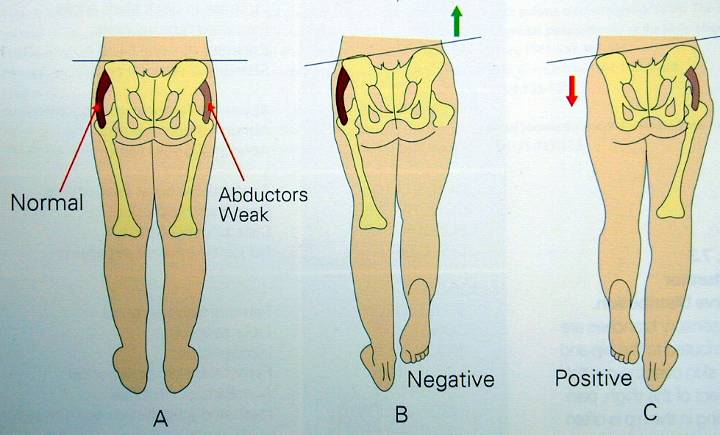 Normal
Abductors
Weak
Negative
Positive
A
B
C